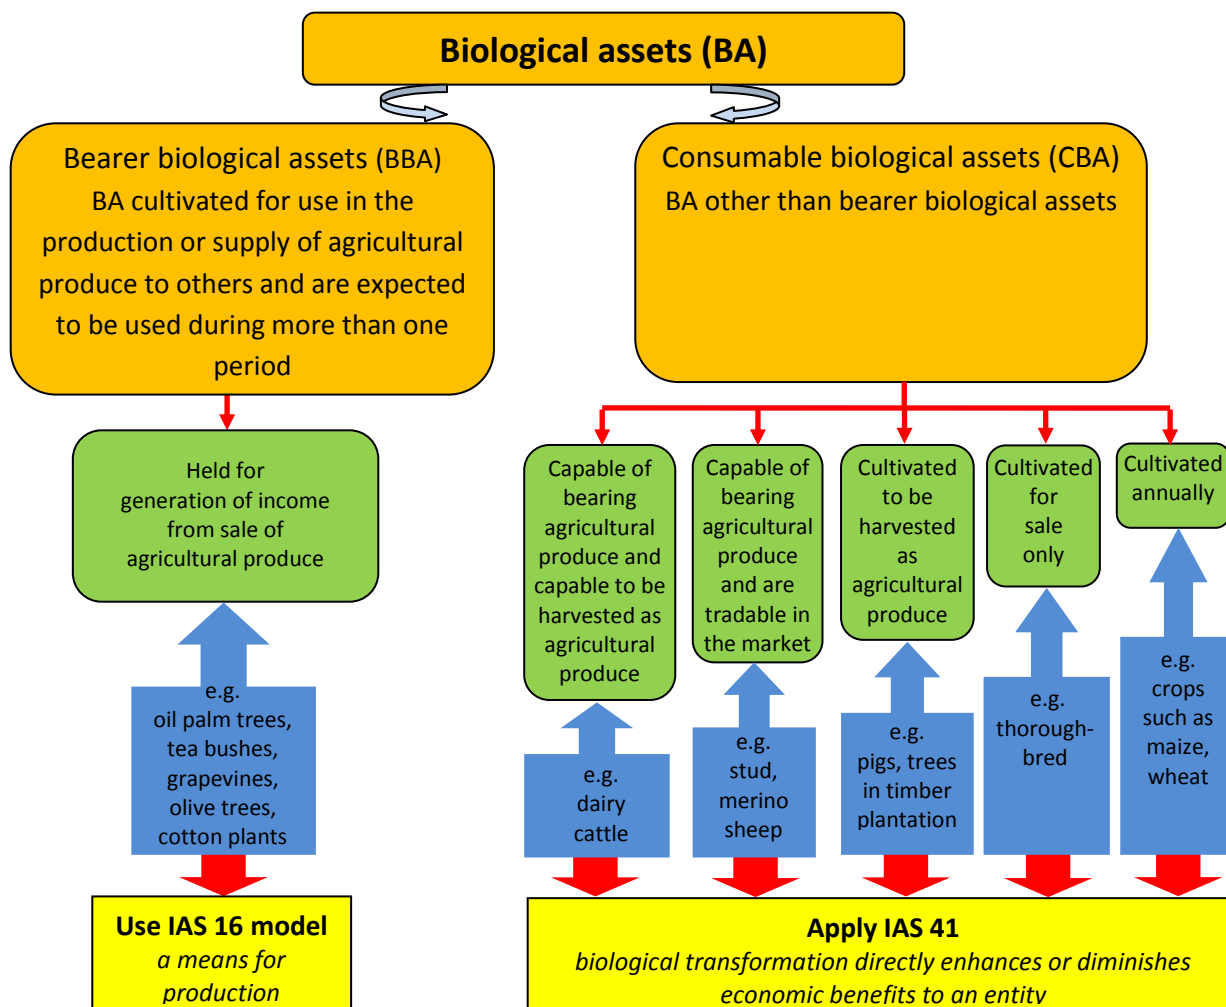 Biological assets (BA)
Bearer biological assets (BBA)
BA cultivated for use in the
production or supply of agricultural
produce to others and are expected
to be used during more than one
period
Consumable biological assets (CBA)
BA other than bearer biological assets
Held for
generation of income
from sale of
agricultural produce
Capable of
bearing
agricultural
produce and
capable to be
harvested as
agricultural
produce
Capable of
bearing
agricultural
produce
and are
tradable in
the market
Cultivated
to be
harvested
as
agricultural
produce
Cultivated
for
sale
only
Cultivated
annually
e.g.
oil palm trees,
tea bushes,
grapevines,
olive trees,
cotton plants
e.g.
dairy
cattle
e.g.
stud,
merino
sheep
e.g.
pigs, trees
in timber
plantation
e.g.
thorough-
bred
e.g.
crops
such as
maize,
wheat
Use IAS 16 model
a means for
production
Apply IAS 41
biological transformation directly enhances or diminishes
economic benefits to an entity